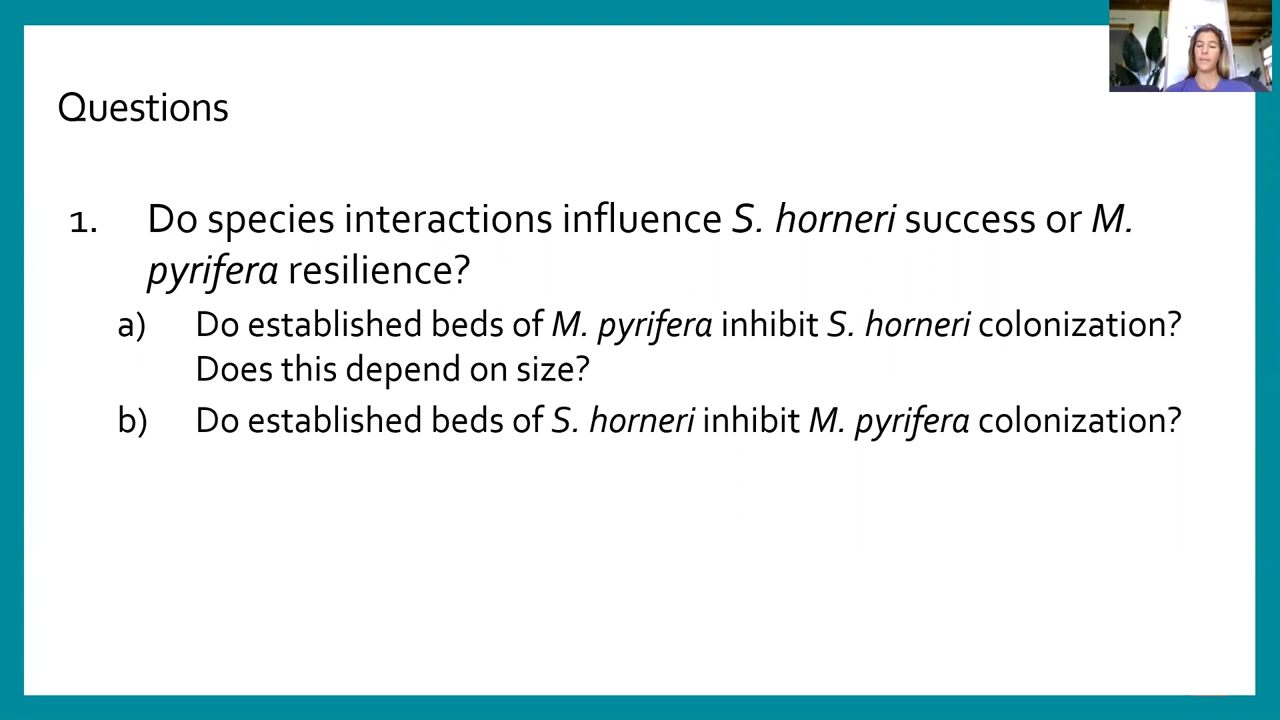 Questions
1. Do species interactions influence S. horneri success or M.
pyrifera resilience?
a) Do established beds of M. pyrifera inhibit S. horneri colonization?
Does this depend on size?
b) Do established beds of S. horneri inhibit M. pyrifera colonization?